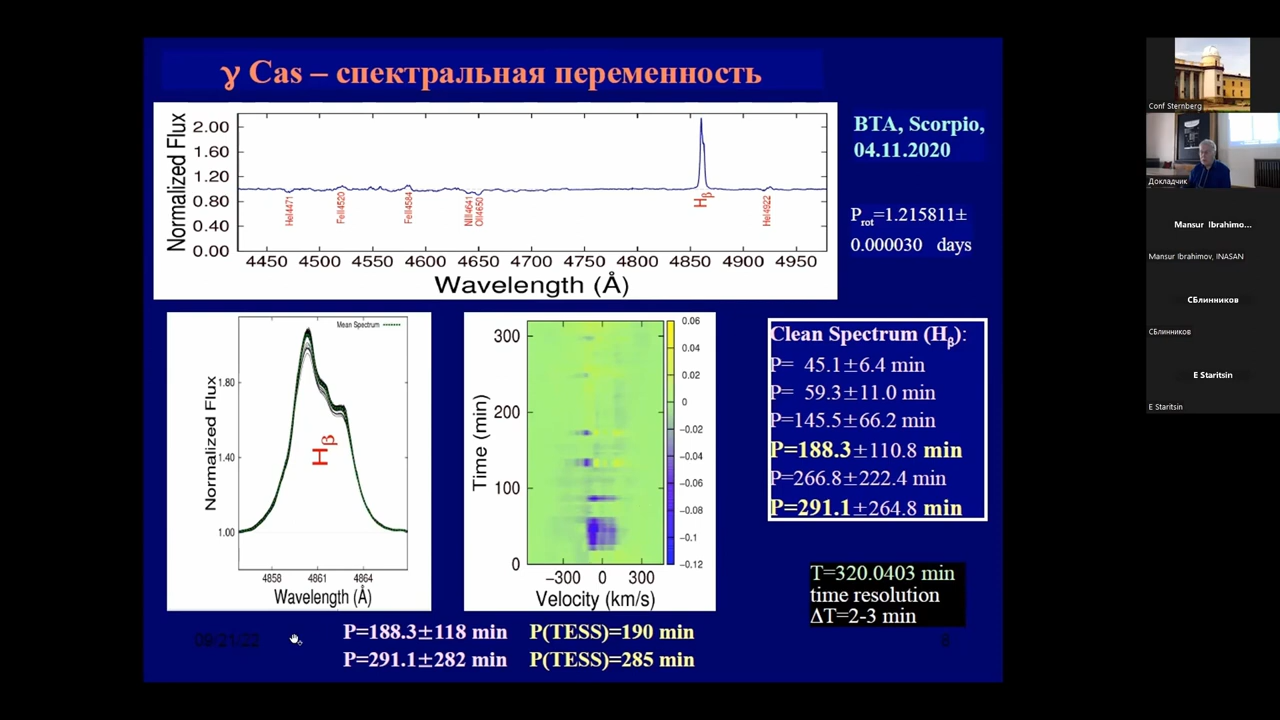 γ Cas – спектральная переменность
Normalized Flux
2.00
1.60
1.20
0.80
0.40
0.00
HeI4471
FeII4520
FeII4584
NIII4641
OII4650
Hβ
HeI4922
4450 4500 4550 4600 4650 4700 4750 4800 4850 4900 4950
Wavelength (Å)
BTA, Scorpio,
04.11.2020
Prot=1.215811±
0.000030 days
Mean Spectrum
Normalized Flux
1.80
1.40
1.00
Hβ
4858 4861 4864
Wavelength (Å)
Time (min)
300
200
100
0
−300 0 300
Velocity (km/s)
0.06
0.04
0.02
0
−0.02
−0.04
−0.06
−0.08
−0.1
−0.12
Clean Spectrum (Hβ):
P= 45.1±6.4 min
P= 59.3±11.0 min
P=145.5±66.2 min
P=188.3±110.8 min
P=266.8±222.4 min
P=291.1±264.8 min
T=320.0403 min
time resolution
ΔT=2-3 min
09/21/22
P=188.3±118 min P(TESS)=190 min
P=291.1±282 min P(TESS)=285 min
Conf Sternberg
Докладчик
Mansur Ibrahimo...
Mansur Ibrahimov, INASAN
СБлинников
СБлинников
E Staritsin
E Staritsin